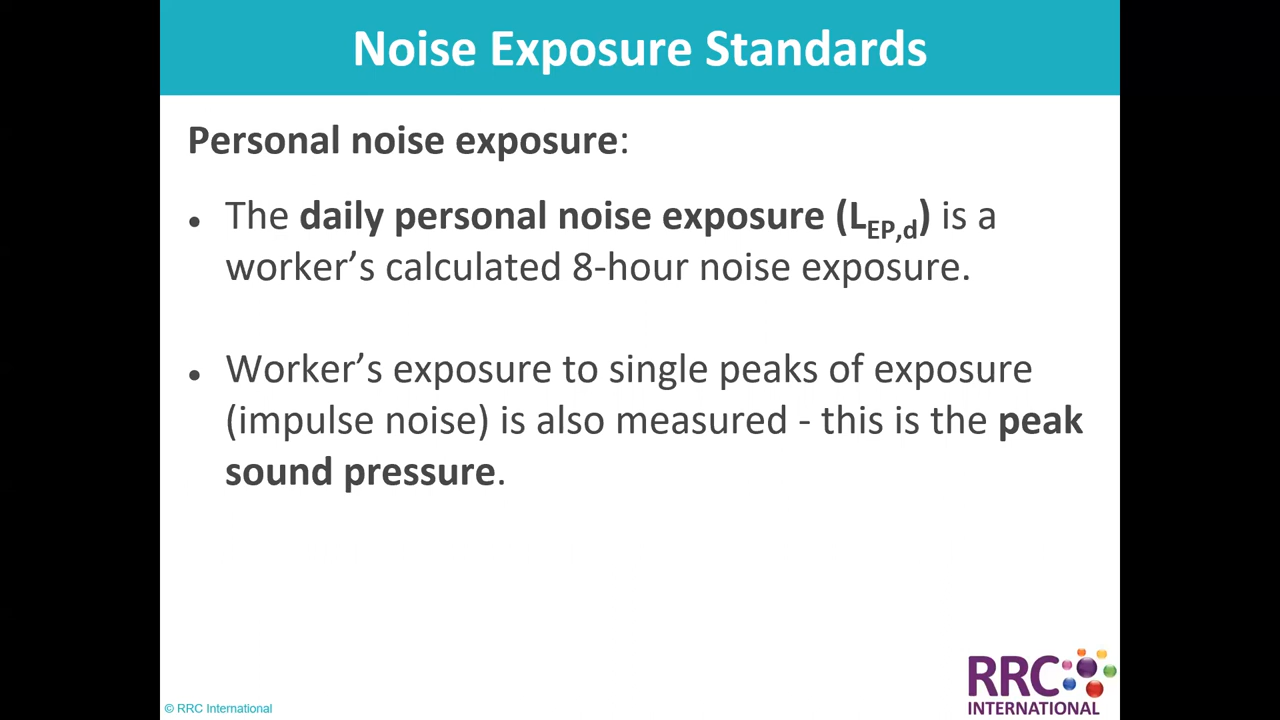 Noise Exposure Standards
Personal noise exposure:
• The daily personal noise exposure (LEP,d) is a
worker’s calculated 8-hour noise exposure.
• Worker’s exposure to single peaks of exposure
(impulse noise) is also measured - this is the peak
sound pressure.
© RRC International
RRC
INTERNATIONAL